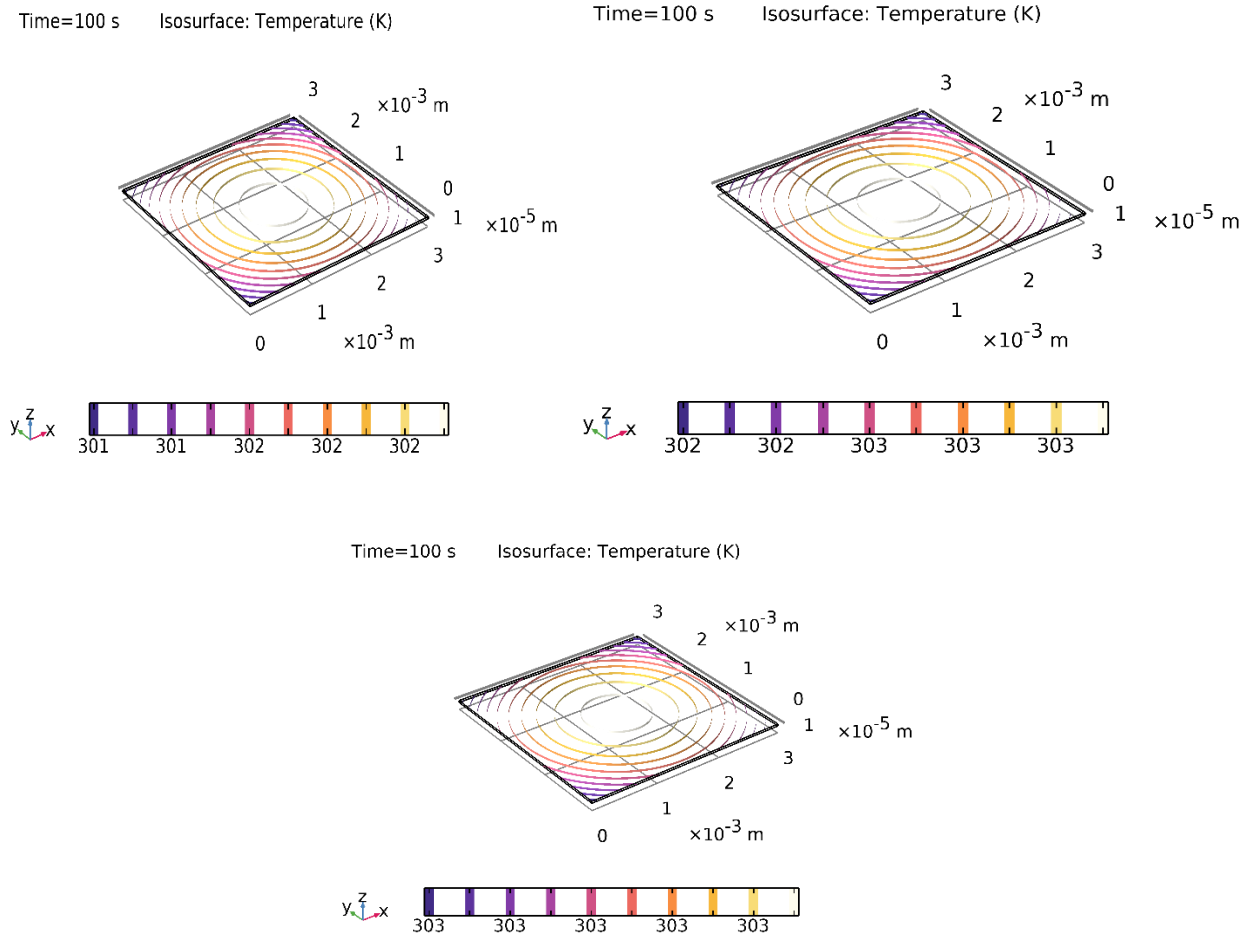 Time=100 s Isosurface: Temperature (K)
3
×10⁻³ m
2
1
0
1 ×10⁻⁵ m
3
2
1
0 ×10⁻³ m
y z x
301 301 302 302 302
Time=100 s Isosurface: Temperature (K)
3
×10⁻³ m
2
1
0
1 ×10⁻⁵ m
3
2
1
0 ×10⁻³ m
y z x
302 302 303 303 303
Time=100 s Isosurface: Temperature (K)
3
2 ×10⁻³ m
1
0
1 ×10⁻⁵ m
3
2
1
0 ×10⁻³ m
y z x
303 303 303 303 303